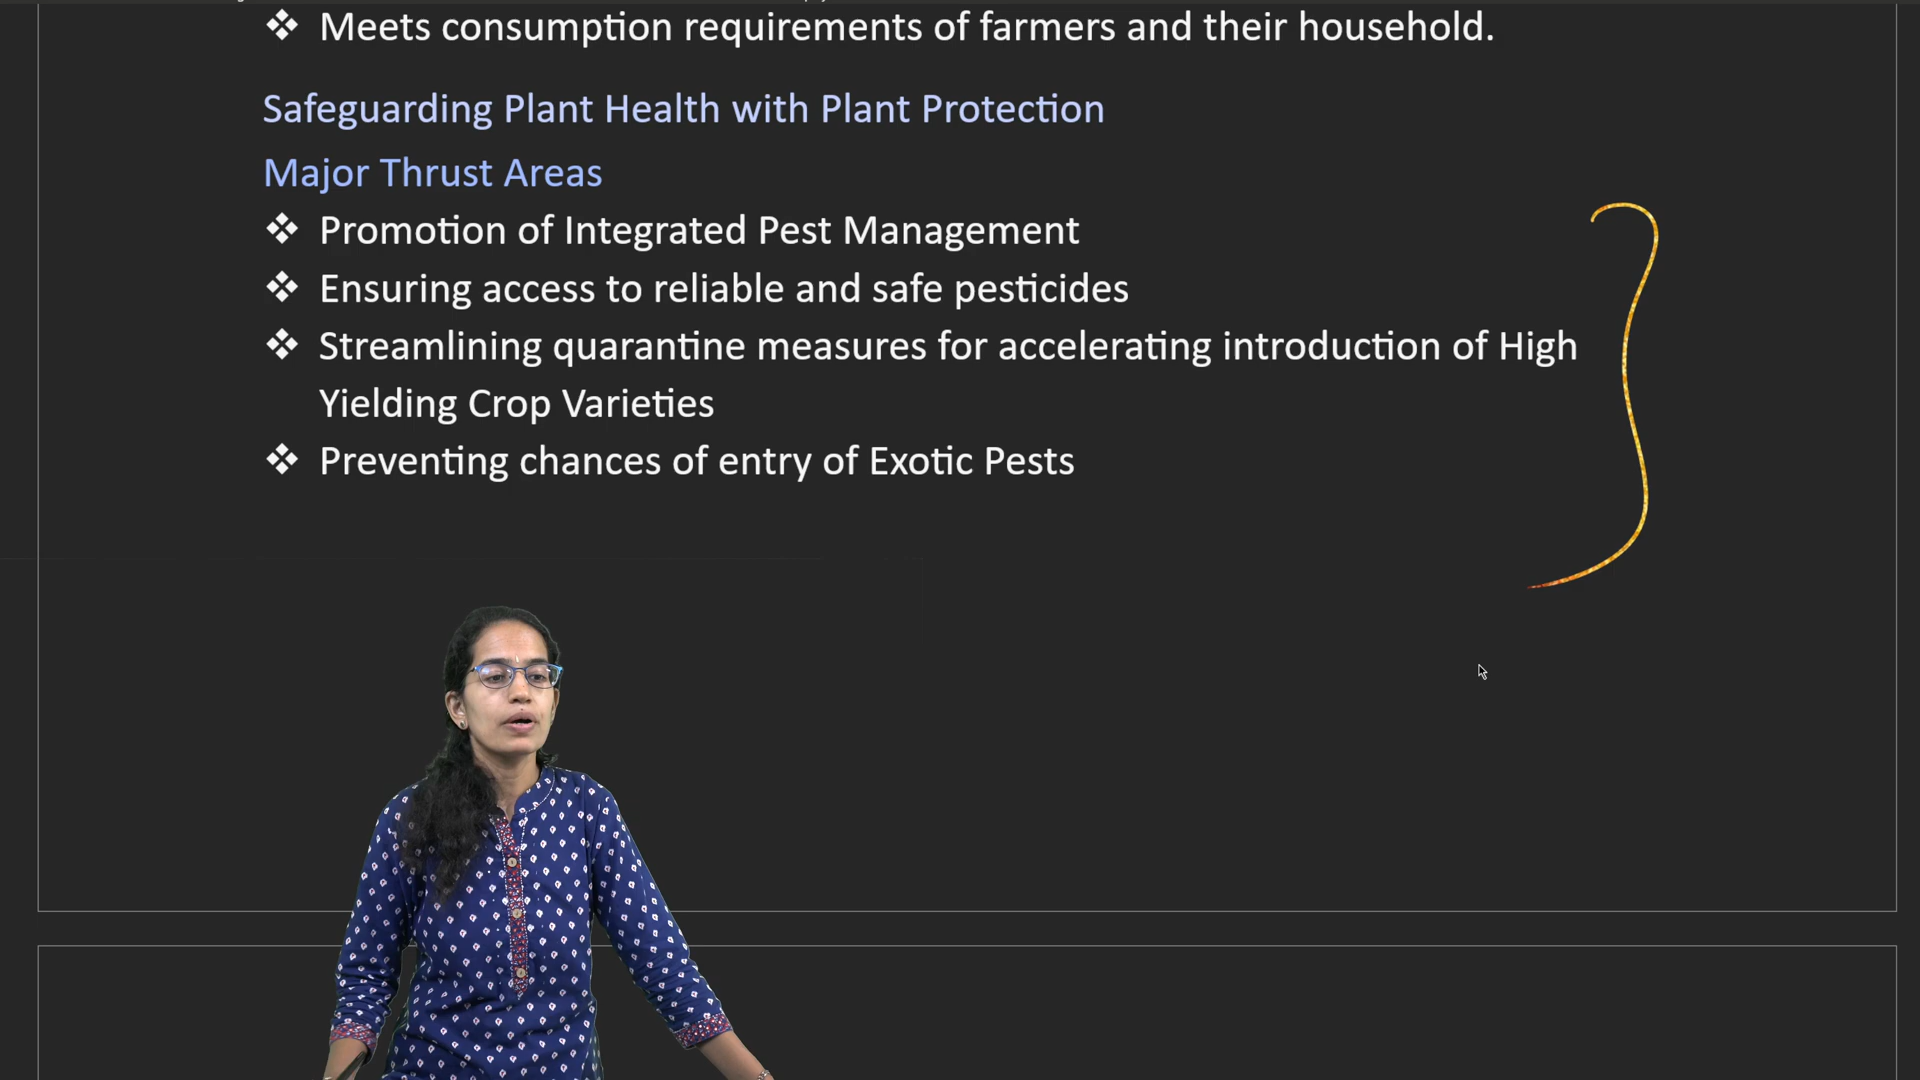 ❖ Meets consumption requirements of farmers and their household.
Safeguarding Plant Health with Plant Protection
Major Thrust Areas
❖ Promotion of Integrated Pest Management
❖ Ensuring access to reliable and safe pesticides
❖ Streamlining quarantine measures for accelerating introduction of High
Yielding Crop Varieties
❖ Preventing chances of entry of Exotic Pests